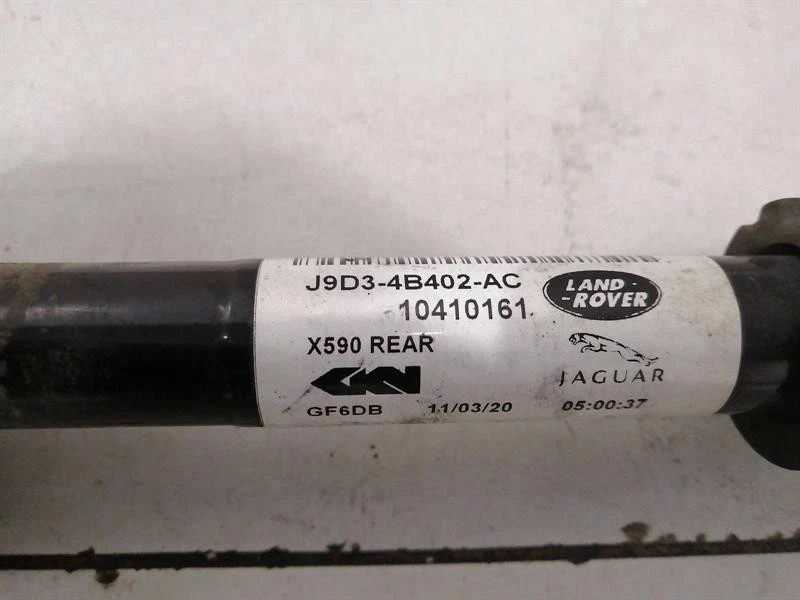 J9D3-4B402-AC
LAND-
-ROVER
10410161
X590 REAR
JAGUAR
GKN
GF6DB 11/03/20 05:00:37